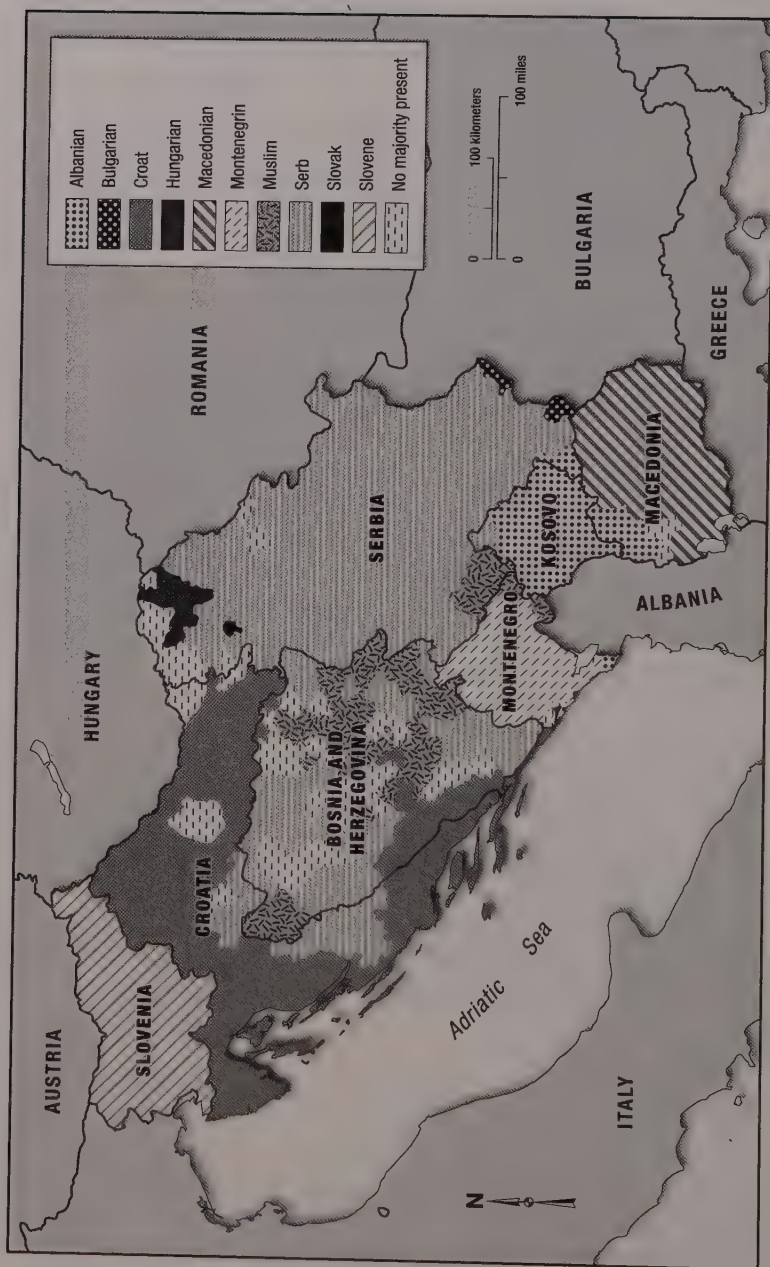 AUSTRIA
HUNGARY
ROMANIA
SLOVENIA
CROATIA
BOSNIA AND
HERZEGOVINA
SERBIA
MONTENEGRO
KOSOVO
MACEDONIA
ALBANIA
BULGARIA
GREECE
ITALY
Adriatic Sea
N
Albanian
Bulgarian
Croat
Hungarian
Macedonian
Montenegrin
Muslim
Serb
Slovak
Slovene
No majority present
0 100 kilometers
0 100 miles